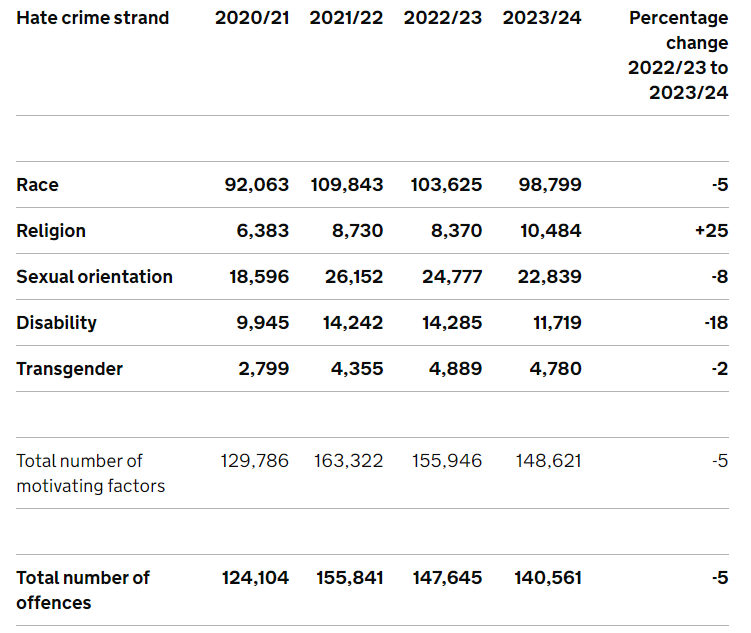 Hate crime strand 2020/21 2021/22 2022/23 2023/24 Percentage
change
2022/23 to
2023/24
Race 92,063 109,843 103,625 98,799 -5
Religion 6,383 8,730 8,370 10,484 +25
Sexual orientation 18,596 26,152 24,777 22,839 -8
Disability 9,945 14,242 14,285 11,719 -18
Transgender 2,799 4,355 4,889 4,780 -2
Total number of 129,786 163,322 155,946 148,621 -5
motivating factors
Total number of 124,104 155,841 147,645 140,561 -5
offences